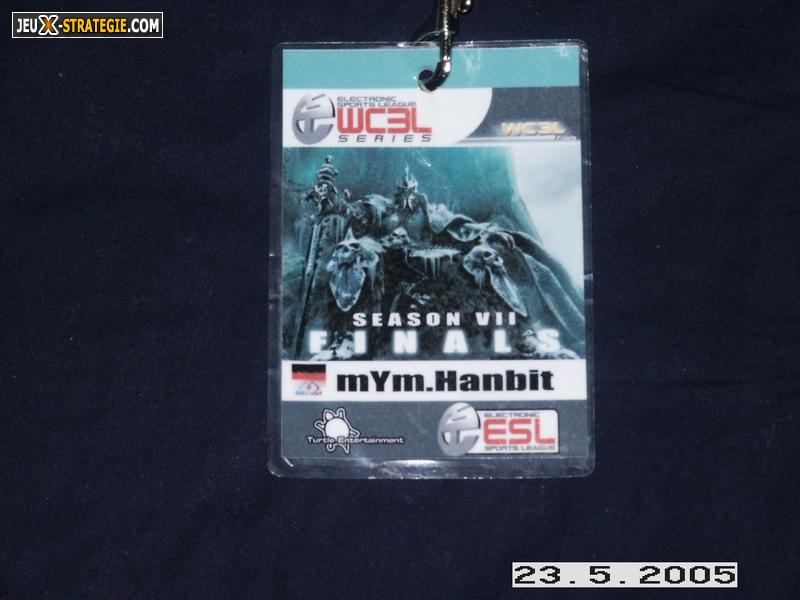 JEUX-STRATEGIE.COM
ELECTRONIC
SPORTS LEAGUE
WC3L
SERIES
WC3L
SEASON VII
FINALS
mYm.Hanbit
MYM
Turtle Entertainment
ELECTRONIC
ESL
SPORTS LEAGUE
23.5.2005